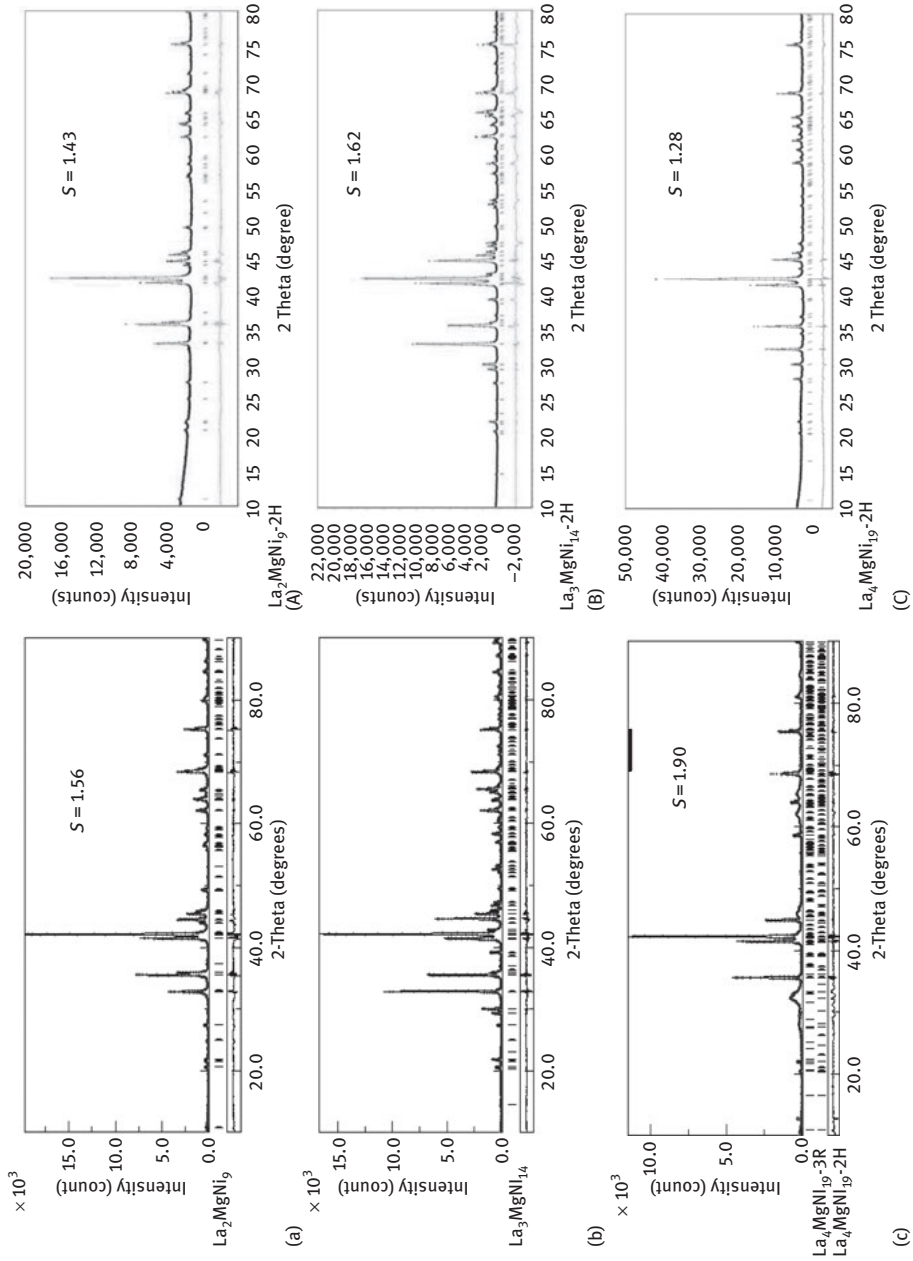 × 10³
15.0
10.0
5.0
0.0
Intensity (count)
S = 1.56
La₂MgNi₉
20.0
40.0
60.0
80.0
2-Theta (degrees)
(a)
× 10³
15.0
10.0
5.0
0.0
Intensity (count)
La₃MgNI₁₄
20.0
40.0
60.0
80.0
2-Theta (degrees)
(b)
× 10³
10.0
5.0
0.0
Intensity (count)
S = 1.90
La₄MgNI₁₉-3R
La₄MgNI₁₉-2H
20.0
40.0
60.0
80.0
2-Theta (degrees)
(c)
20,000
16,000
12,000
8,000
4,000
0
Intensity (counts)
S = 1.43
10 15 20 25 30 35 40 45 50 55 60 65 70 75 80
2 Theta (degree)
La₂MgNi₉-2H
(A)
22,000
20,000
18,000
16,000
14,000
12,000
10,000
8,000
6,000
4,000
2,000
0
−2,000
Intensity (counts)
S = 1.62
10 15 20 25 30 35 40 45 50 55 60 65 70 75 80
2 Theta (degree)
La₃MgNi₁₄-2H
(B)
50,000
40,000
30,000
20,000
10,000
0
Intensity (counts)
S = 1.28
10 15 20 25 30 35 40 45 50 55 60 65 70 75 80
2 Theta (degree)
La₄MgNi₁₉-2H
(C)